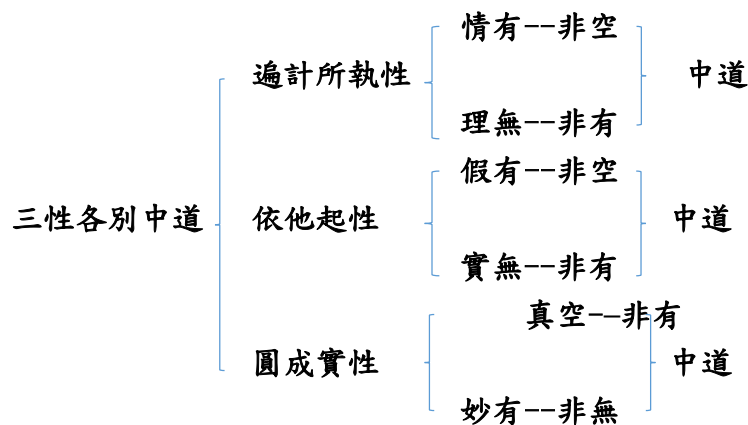 情有--非空
遍計所執性 中道
理無--非有
假有--非空
三性各別中道 依他起性 中道
實無--非有
真空--非有
圓成實性 中道
妙有--非無